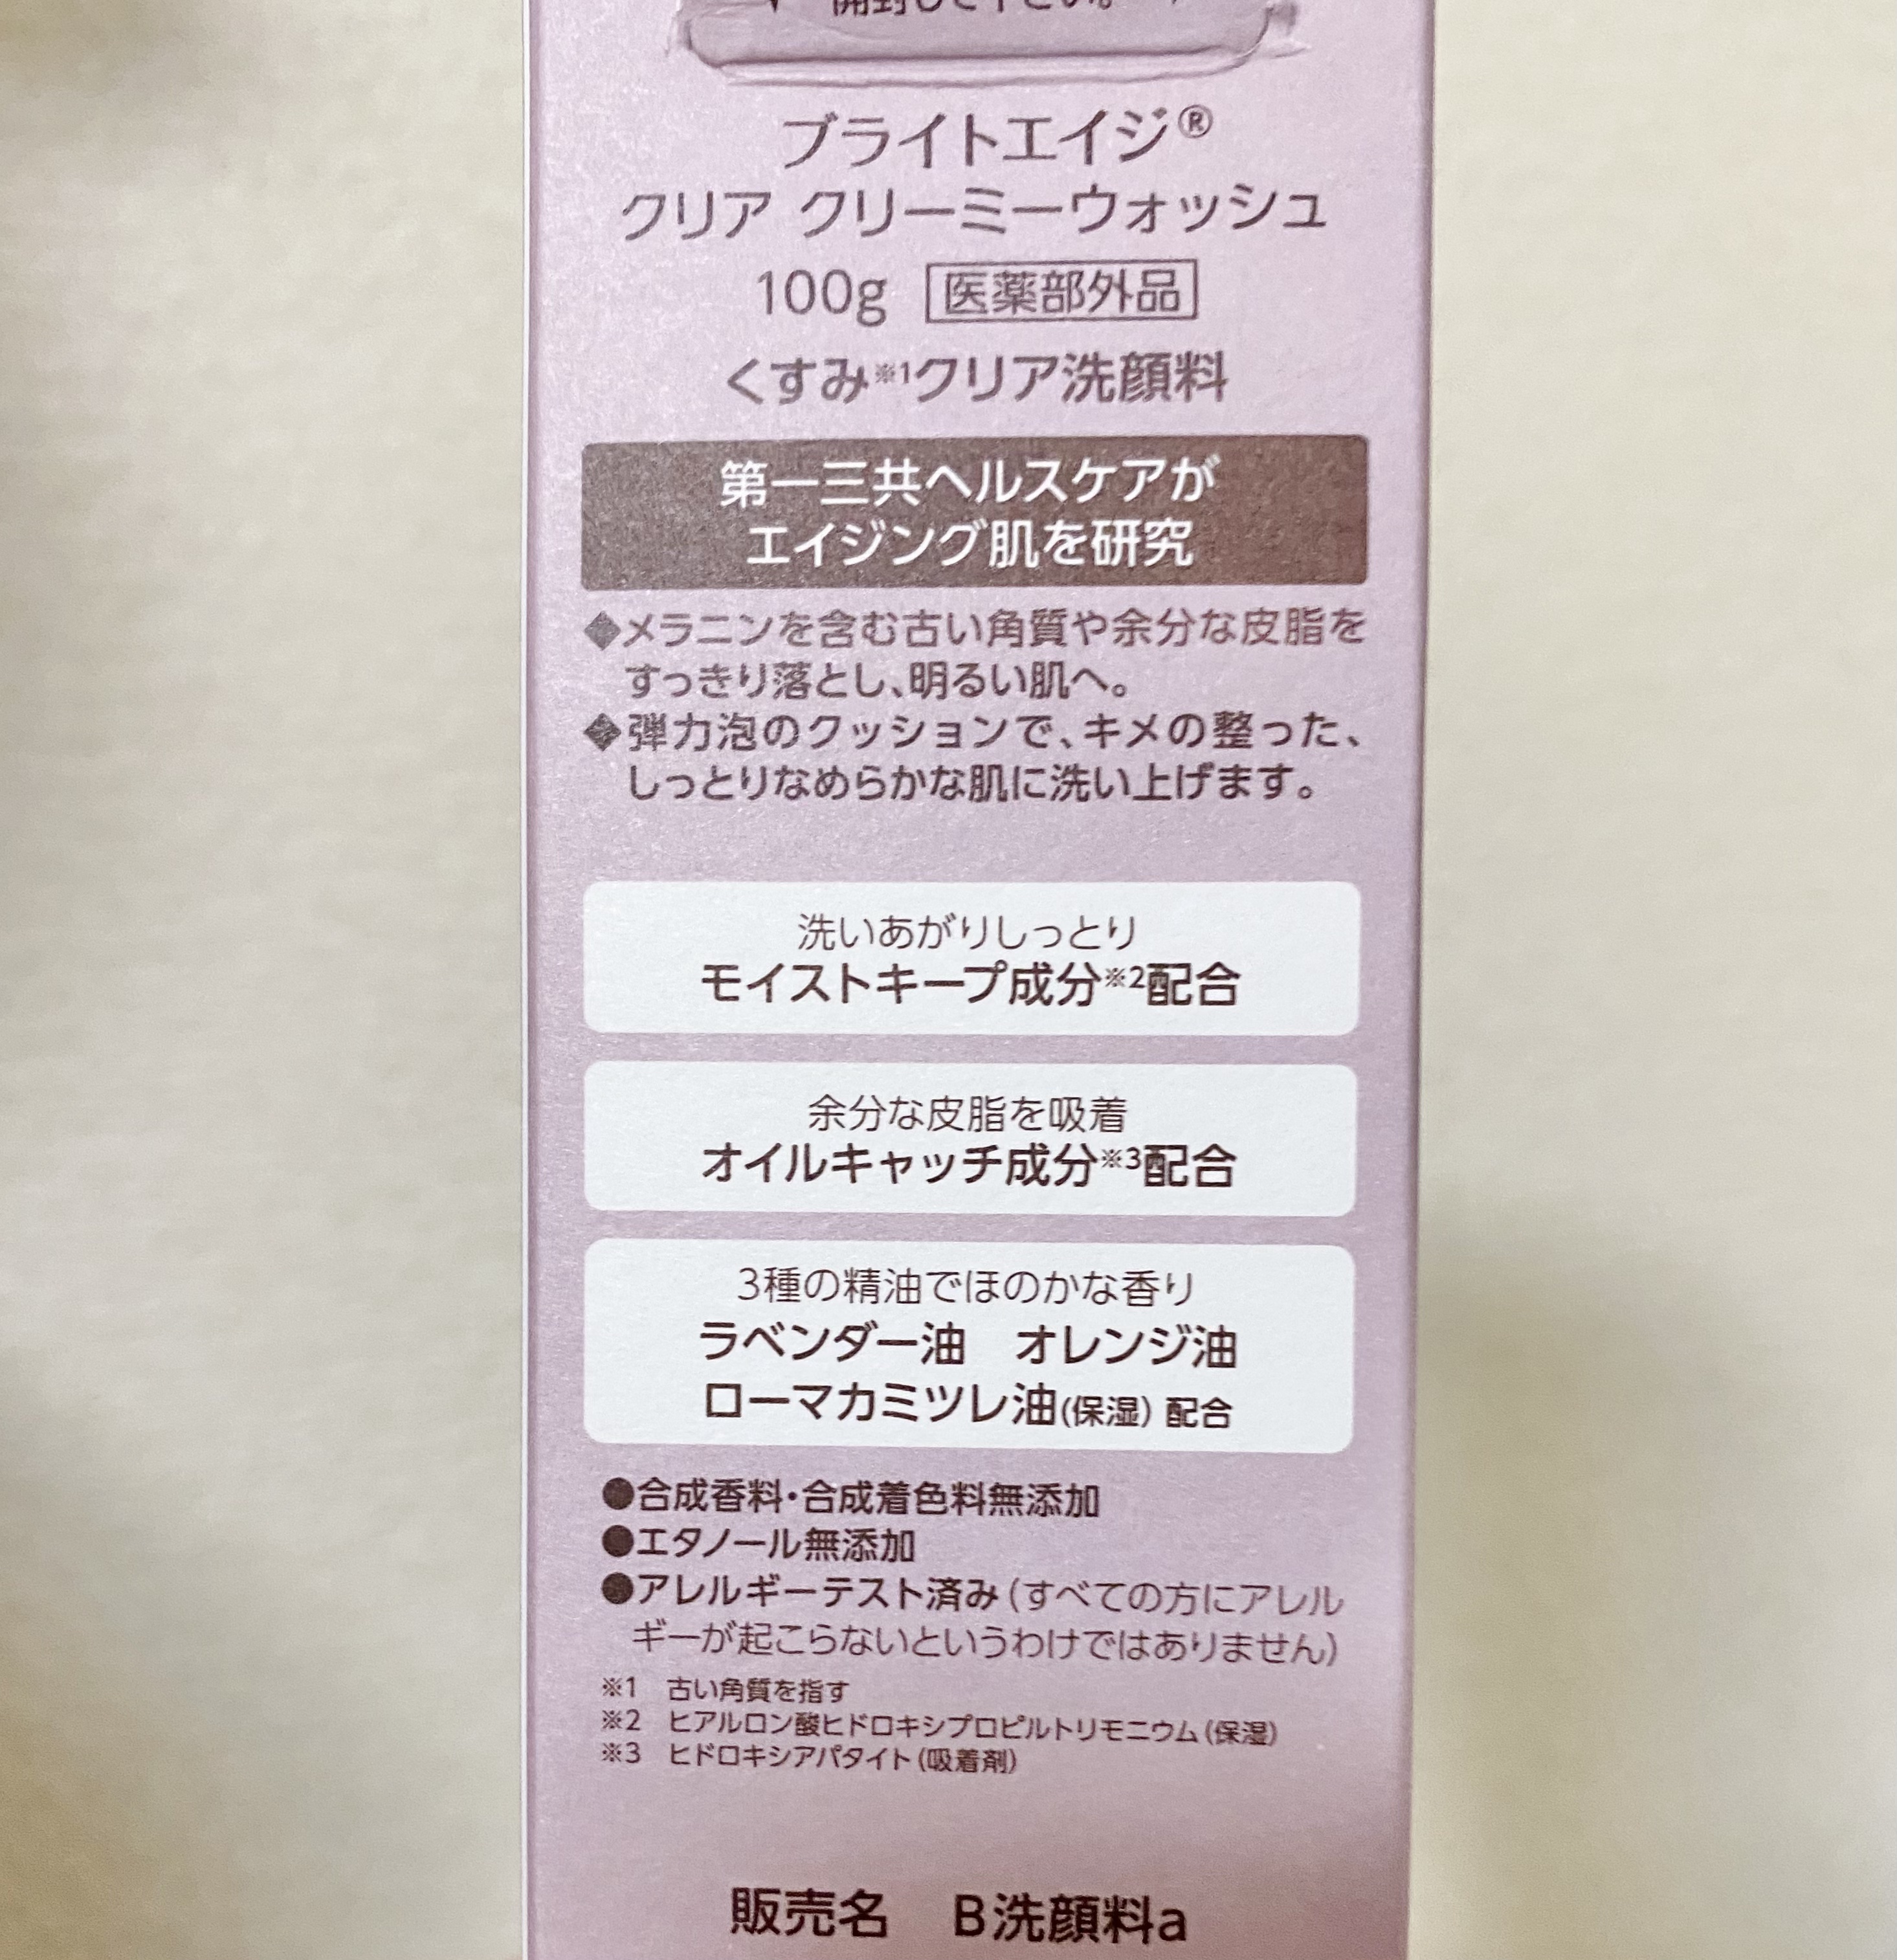 開封して下さい。
ブライトエイジ®
クリア クリーミーウォッシュ
100g 医薬部外品
くすみ※1クリア洗顔料
第一三共ヘルスケアが
エイジング肌を研究
◆メラニンを含む古い角質や余分な皮脂を
すっきり落とし、明るい肌へ。
◆弾力泡のクッションで、キメの整った、
しっとりなめらかな肌に洗い上げます。
洗いあがりしっとり
モイストキープ成分※2配合
余分な皮脂を吸着
オイルキャッチ成分※3配合
3種の精油でほのかな香り
ラベンダー油　オレンジ油
ローマカミツレ油(保湿) 配合
●合成香料・合成着色料無添加
●エタノール無添加
●アレルギーテスト済み(すべての方にアレル
ギーが起こらないというわけではありません)
※1　古い角質を指す
※2　ヒアルロン酸ヒドロキシプロピルトリモニウム(保湿)
※3　ヒドロキシアパタイト(吸着剤)
販売名　B洗顔料a